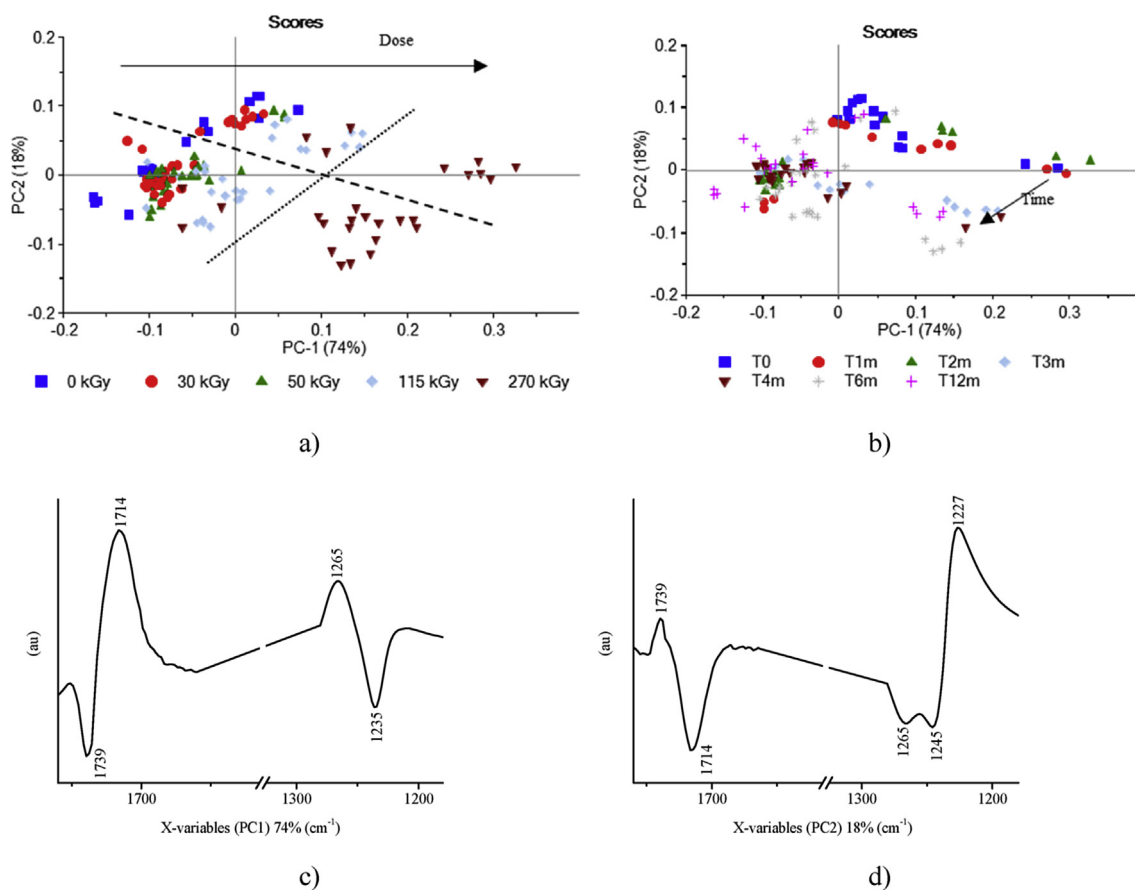 Scores
Dose
0.2
0.1
0
-0.1
-0.2
PC-2 (18%)
-0.2 -0.1 0 0.1 0.2 0.3
PC-1 (74%)
0 kGy 30 kGy 50 kGy 115 kGy 270 kGy
a)
Scores
0.2
0.1
0
-0.1
-0.2
PC-2 (18%)
Time
-0.2 -0.1 0 0.1 0.2 0.3
PC-1 (74%)
T0 T1m T2m T3m
T4m T6m T12m
b)
1714
1265
(au)
1739
1235
1700 1300 1200
X-variables (PC1) 74% (cm⁻¹)
c)
1227
1739
(au)
1714
1265
1245
1700 1300 1200
X-variables (PC2) 18% (cm⁻¹)
d)